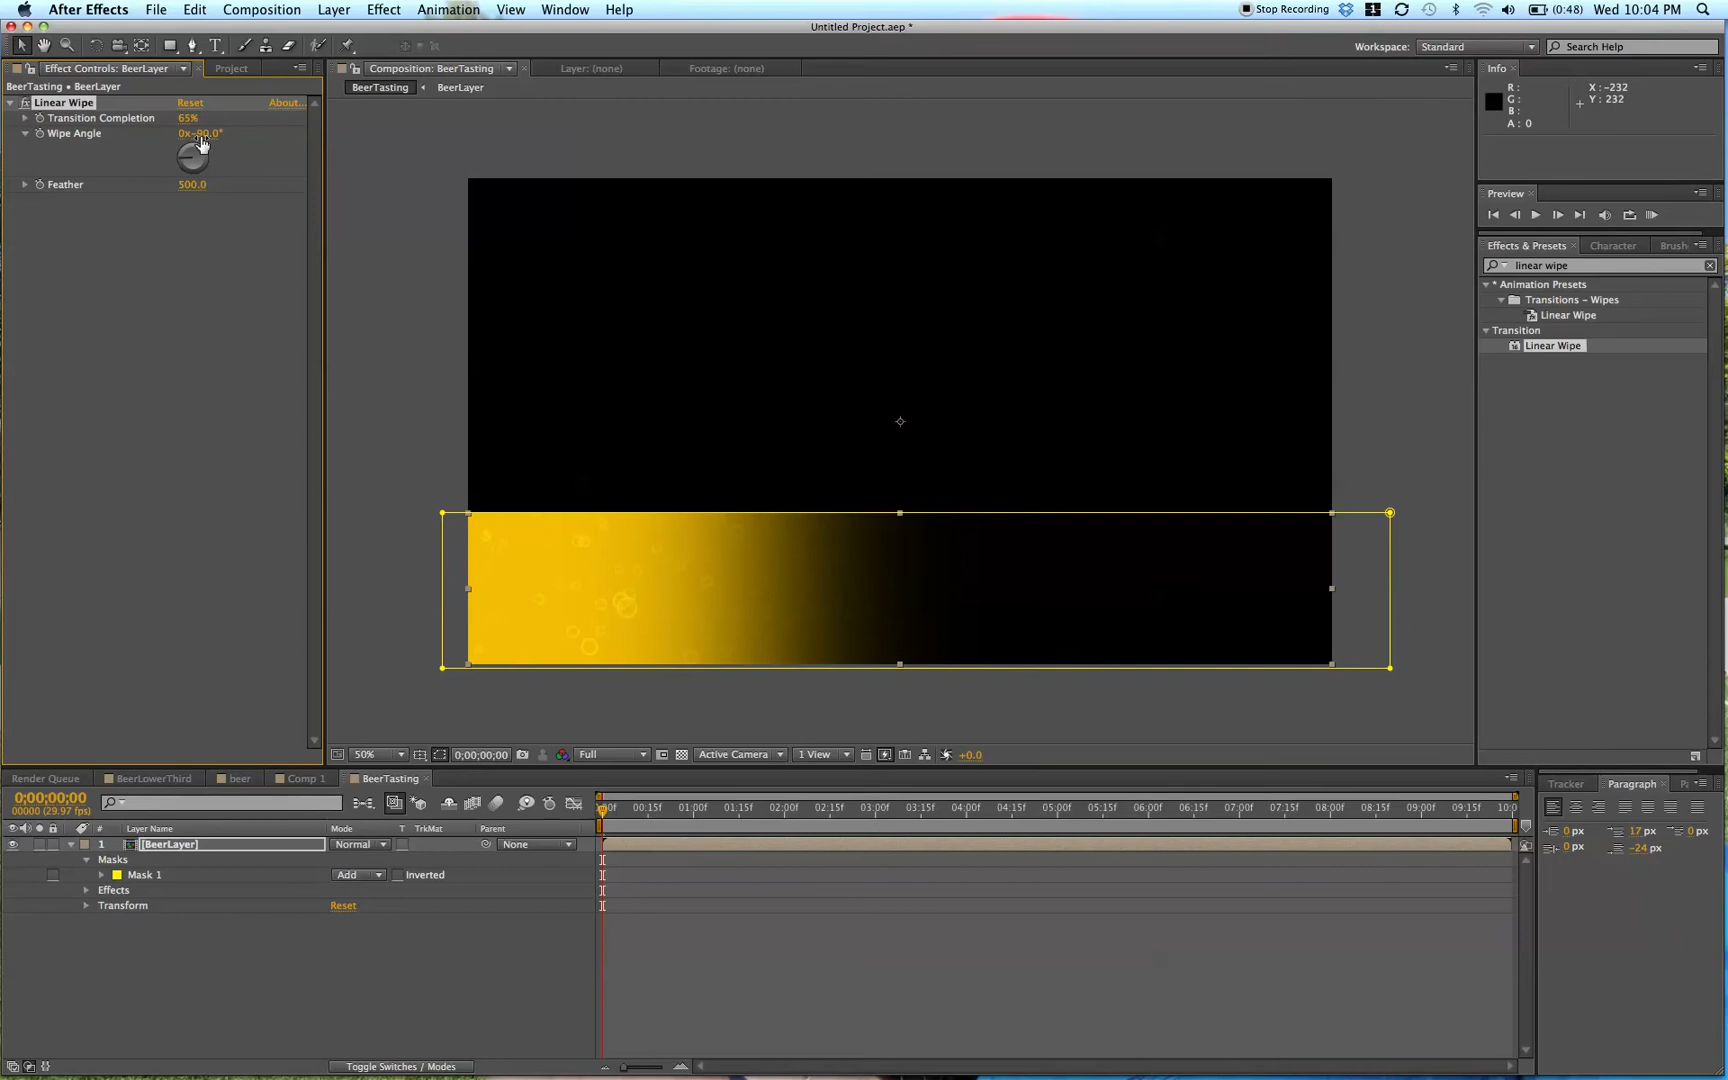 After Effects File Edit Composition Layer Effect Animation View Window Help Stop Recording 1 (0:48) Wed 10:04 PM
Untitled Project.aep *
Workspace: Standard Search Help
Effect Controls: BeerLayer Project Composition: BeerTasting Layer: (none) Footage: (none) Info
BeerTasting • BeerLayer BeerTasting BeerLayer
fx Linear Wipe Reset About...
Transition Completion 65%
Wipe Angle 0x-90.0°
Feather 500.0
R: X: -232
G: Y: 232
B:
A: 0
Preview
Effects & Presets Character Brush
linear wipe
* Animation Presets
Transitions - Wipes
Linear Wipe
Transition
Linear Wipe
50% 0;00;00;00 Full Active Camera 1 View +0.0
Render Queue BeerLowerThird beer Comp 1 BeerTasting
0;00;00;00
00000 (29.97 fps)
:00f 00:15f 01:00f 01:15f 02:00f 02:15f 03:00f 03:15f 04:00f 04:15f 05:00f 05:15f 06:00f 06:15f 07:00f 07:15f 08:00f 08:15f 09:00f 09:15f 10:0
# Layer Name Mode T TrkMat Parent
1 [BeerLayer] Normal None
Masks
Mask 1 Add Inverted
Effects
Transform Reset
Toggle Switches / Modes
Tracker Paragraph
0 px 17 px 0 px
0 px -24 px